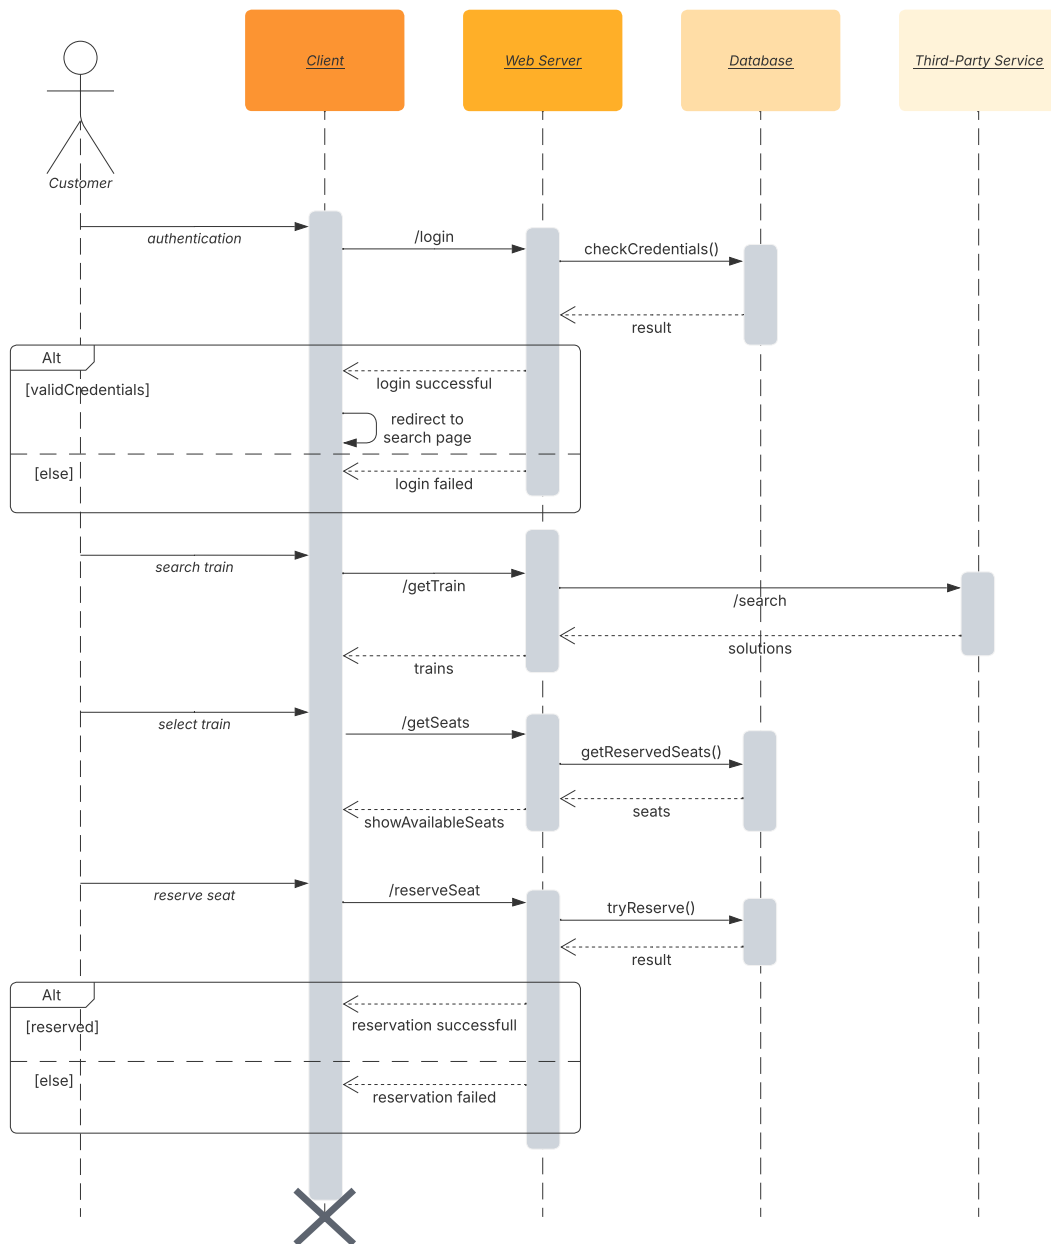 Client
Web Server
Database
Third-Party Service
Customer
authentication
/login
checkCredentials()
result
Alt
[validCredentials]
login successful
redirect to
search page
[else]
login failed
search train
/getTrain
/search
solutions
trains
select train
/getSeats
getReservedSeats()
seats
showAvailableSeats
reserve seat
/reserveSeat
tryReserve()
result
Alt
[reserved]
reservation successfull
[else]
reservation failed